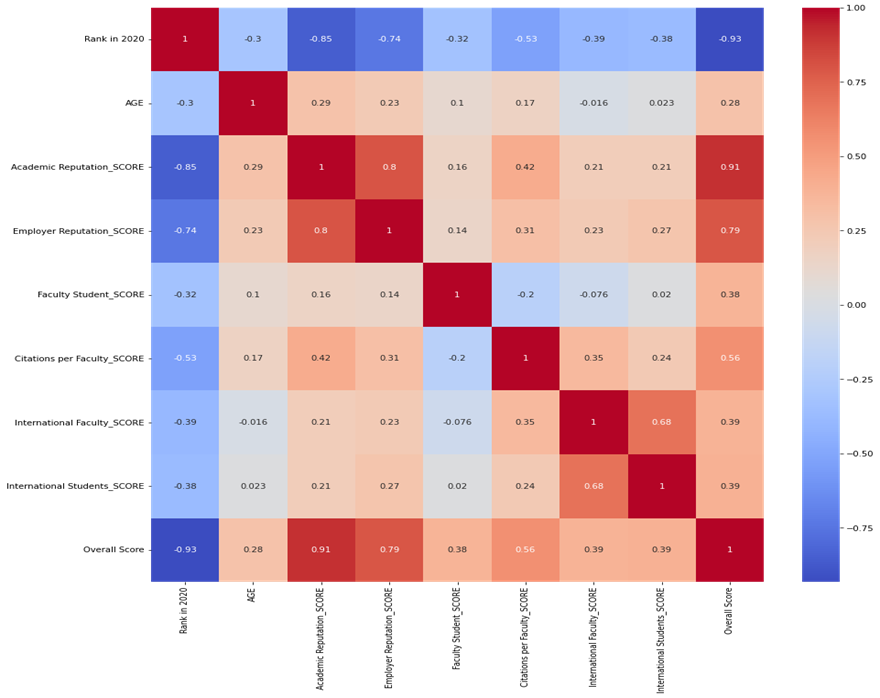 Rank in 2020 1 -0.3 -0.85 -0.74 -0.32 -0.53 -0.39 -0.38 -0.93
AGE -0.3 1 0.29 0.23 0.1 0.17 -0.016 0.023 0.28
Academic Reputation_SCORE -0.85 0.29 1 0.8 0.16 0.42 0.21 0.21 0.91
Employer Reputation_SCORE -0.74 0.23 0.8 1 0.14 0.31 0.23 0.27 0.79
Faculty Student_SCORE -0.32 0.1 0.16 0.14 1 -0.2 -0.076 0.02 0.38
Citations per Faculty_SCORE -0.53 0.17 0.42 0.31 -0.2 1 0.35 0.24 0.56
International Faculty_SCORE -0.39 -0.016 0.21 0.23 -0.076 0.35 1 0.68 0.39
International Students_SCORE -0.38 0.023 0.21 0.27 0.02 0.24 0.68 1 0.39
Overall Score -0.93 0.28 0.91 0.79 0.38 0.56 0.39 0.39 1
Rank in 2020
AGE
Academic Reputation_SCORE
Employer Reputation_SCORE
Faculty Student_SCORE
Citations per Faculty_SCORE
International Faculty_SCORE
International Students_SCORE
Overall Score
1.00
0.75
0.50
0.25
0.00
−0.25
−0.50
−0.75